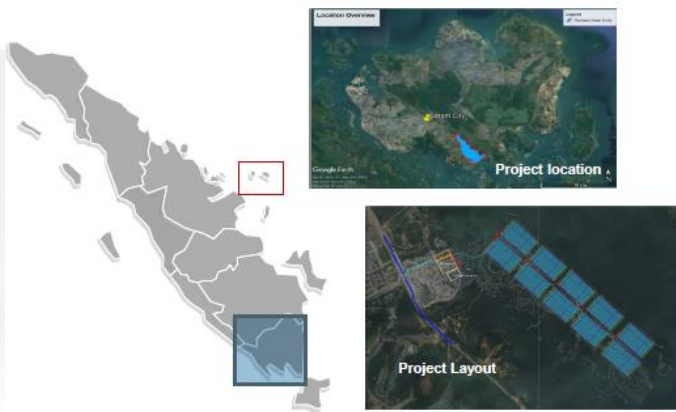 Location Overview
Legend
Batam City
Google Earth
Project location
N
Project Layout